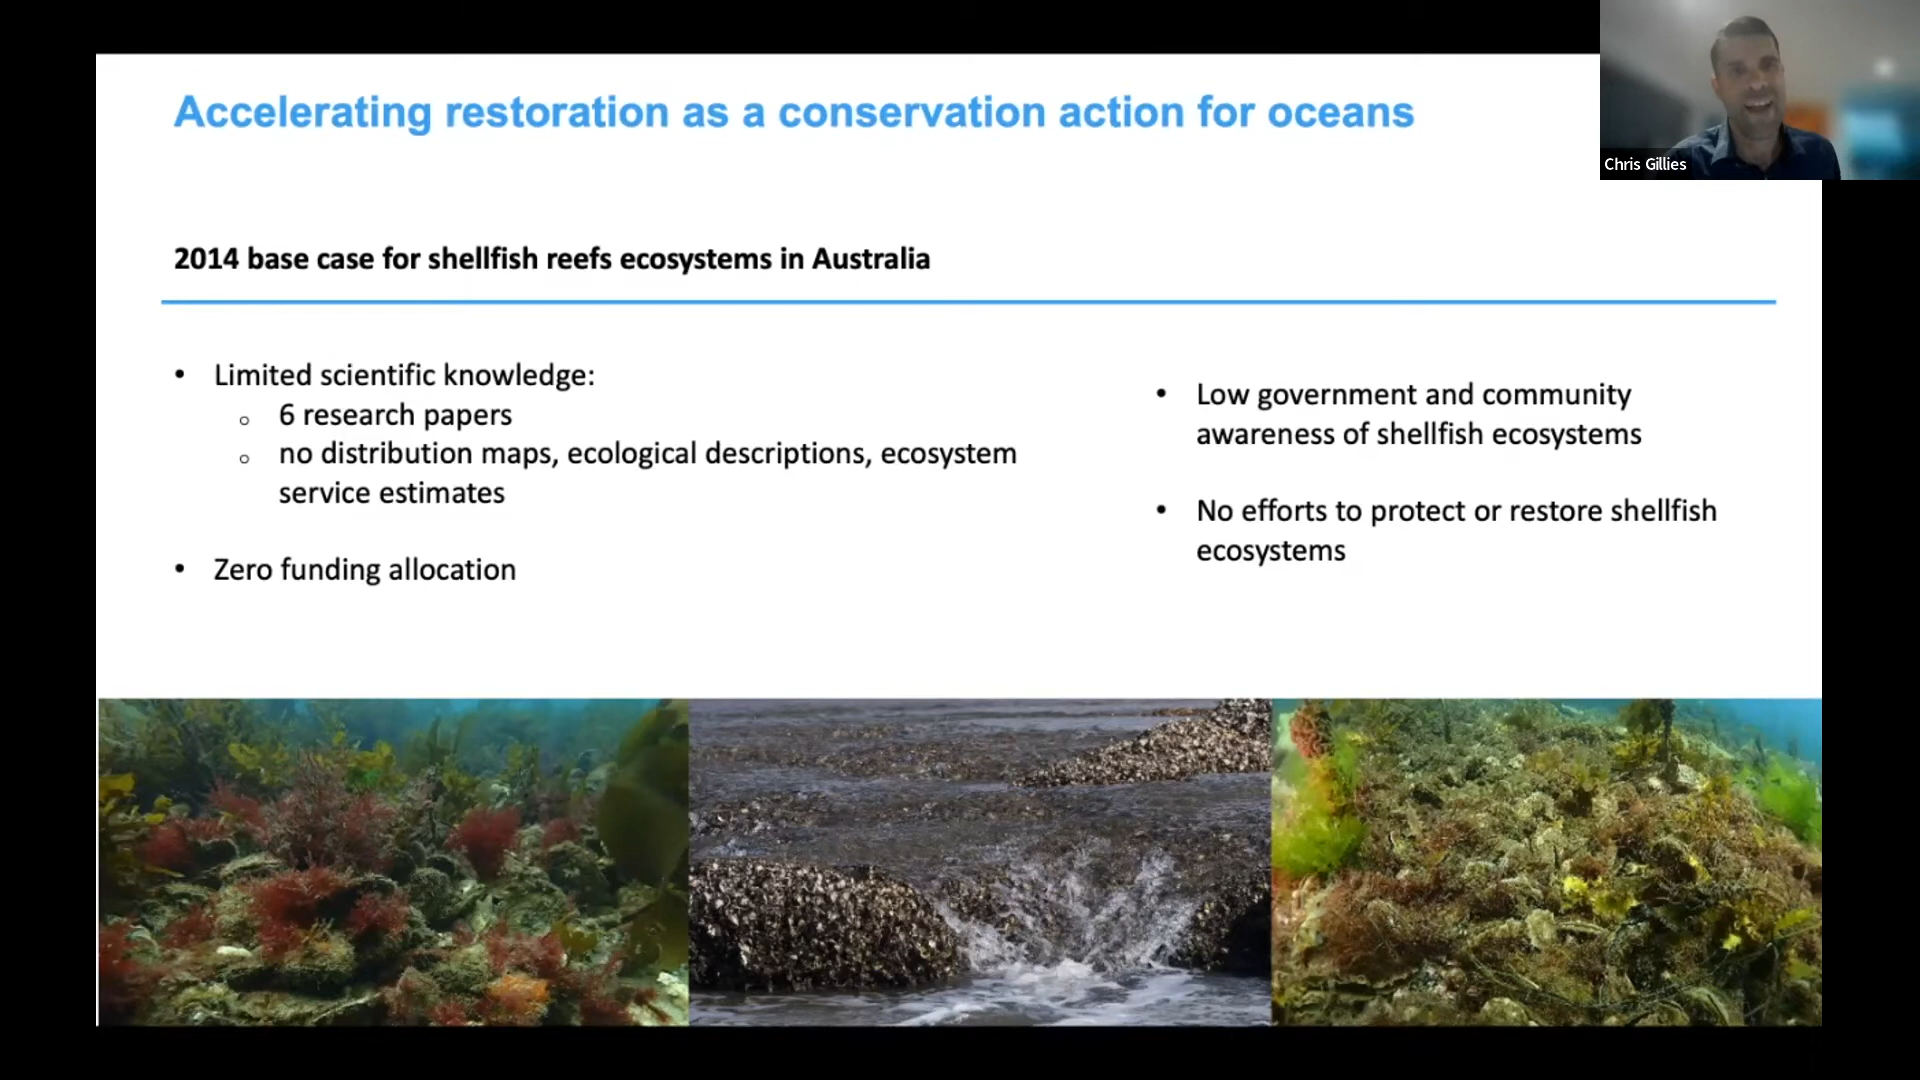 Accelerating restoration as a conservation action for oceans
Chris Gillies
2014 base case for shellfish reefs ecosystems in Australia
• Limited scientific knowledge:
o 6 research papers
o no distribution maps, ecological descriptions, ecosystem
service estimates
• Zero funding allocation
• Low government and community
awareness of shellfish ecosystems
• No efforts to protect or restore shellfish
ecosystems